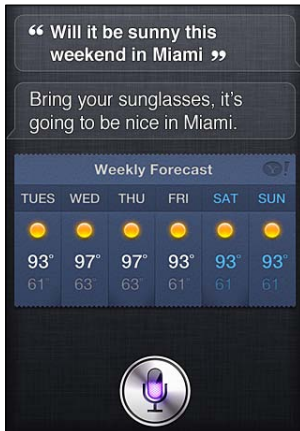 “ Will it be sunny this
weekend in Miami ”
Bring your sunglasses, it’s
going to be nice in Miami.
Weekly Forecast Y!
TUES WED THU FRI SAT SUN
93° 97° 97° 93° 93° 93°
61° 63° 63° 61° 61 61°